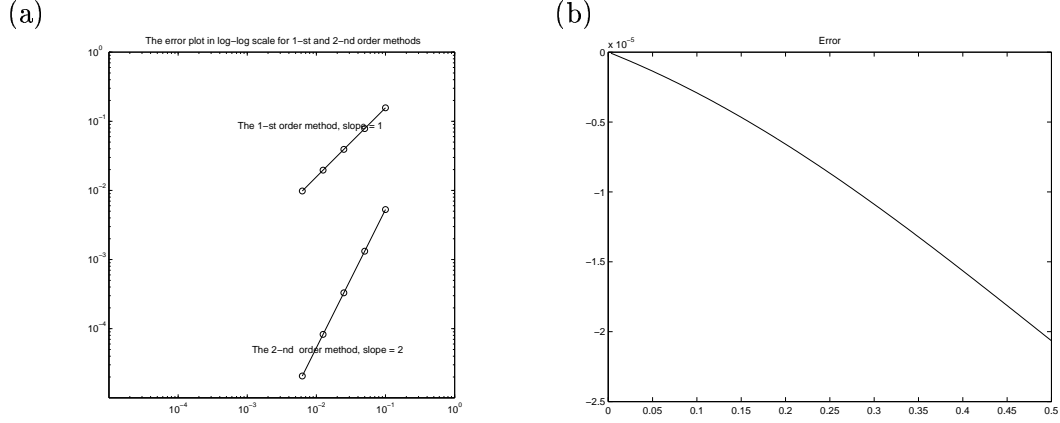 (a)
The error plot in log−log scale for 1−st and 2−nd order methods
10^0
10^−1
10^−2
10^−3
10^−4
The 1−st order method, slope = 1
The 2−nd order method, slope = 2
10^−4 10^−3 10^−2 10^−1 10^0
(b)
Error
x 10^−5
0
−0.5
−1
−1.5
−2
−2.5
0 0.05 0.1 0.15 0.2 0.25 0.3 0.35 0.4 0.45 0.5